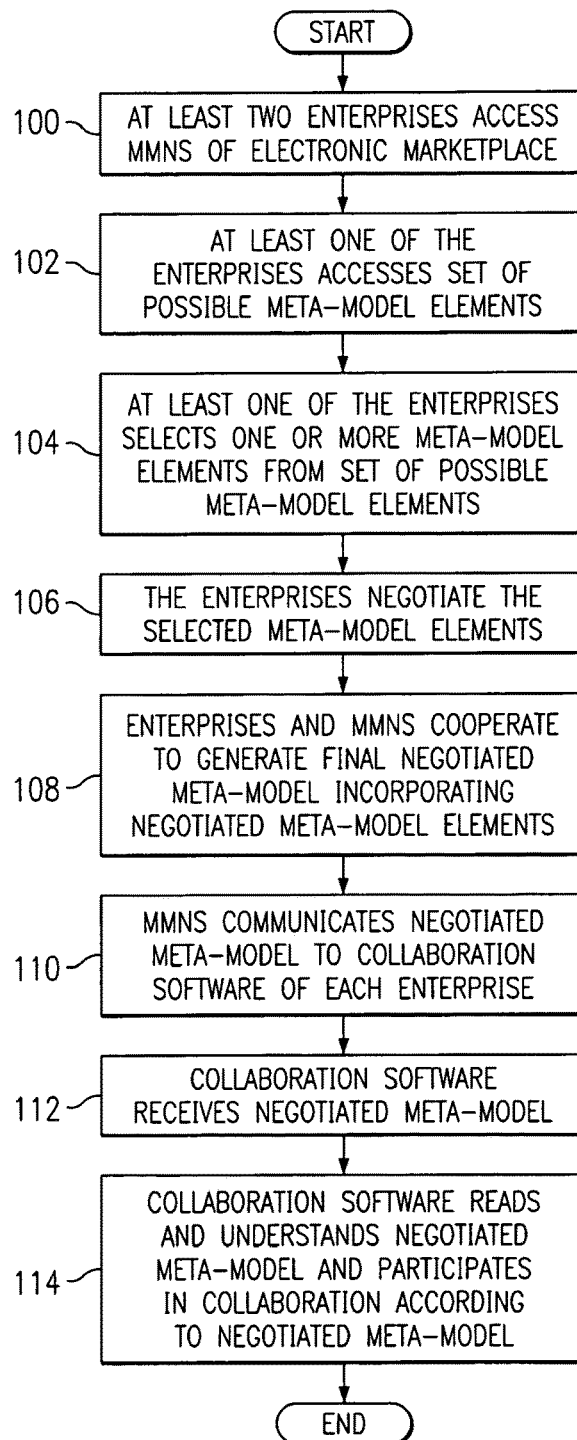 START
100
AT LEAST TWO ENTERPRISES ACCESS
MMNS OF ELECTRONIC MARKETPLACE
102
AT LEAST ONE OF THE
ENTERPRISES ACCESSES SET OF
POSSIBLE META-MODEL ELEMENTS
104
AT LEAST ONE OF THE ENTERPRISES
SELECTS ONE OR MORE META-MODEL
ELEMENTS FROM SET OF POSSIBLE
META-MODEL ELEMENTS
106
THE ENTERPRISES NEGOTIATE THE
SELECTED META-MODEL ELEMENTS
108
ENTERPRISES AND MMNS COOPERATE
TO GENERATE FINAL NEGOTIATED
META-MODEL INCORPORATING
NEGOTIATED META-MODEL ELEMENTS
110
MMNS COMMUNICATES NEGOTIATED
META-MODEL TO COLLABORATION
SOFTWARE OF EACH ENTERPRISE
112
COLLABORATION SOFTWARE
RECEIVES NEGOTIATED META-MODEL
114
COLLABORATION SOFTWARE READS
AND UNDERSTANDS NEGOTIATED
META-MODEL AND PARTICIPATES
IN COLLABORATION ACCORDING
TO NEGOTIATED META-MODEL
END